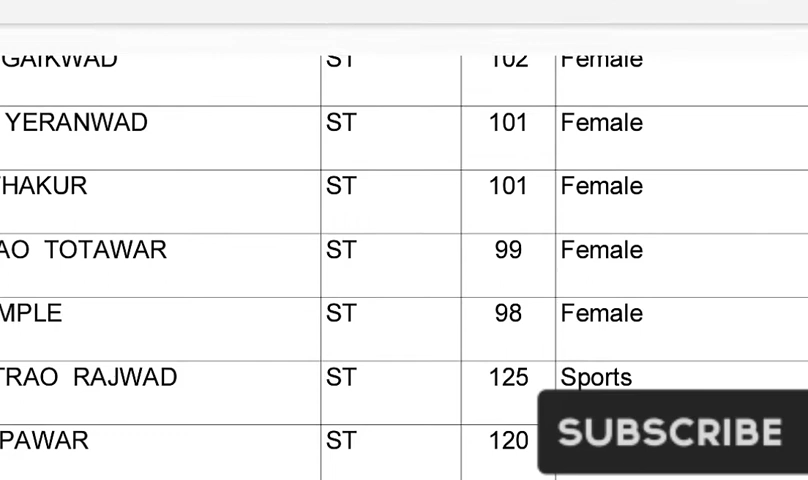 GAIKWAD ST 102 Female
YERANWAD ST 101 Female
THAKUR ST 101 Female
AO TOTAWAR ST 99 Female
MPLE ST 98 Female
TRAO RAJWAD ST 125 Sports
PAWAR ST 120
SUBSCRIBE